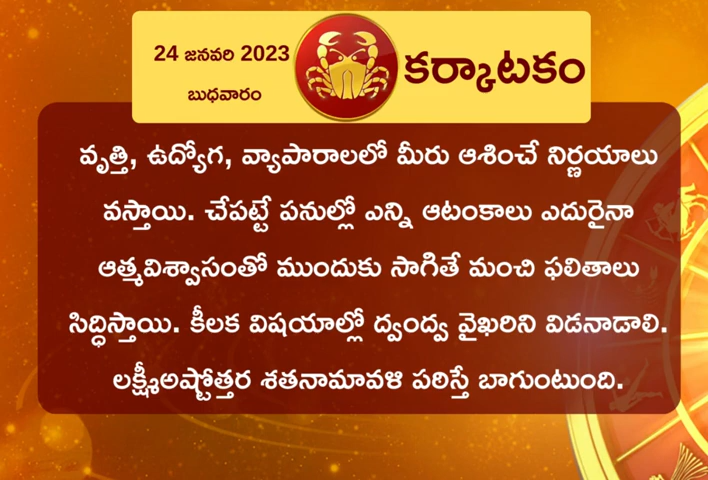 24 జనవరి 2023
బుధవారం
కర్కాటకం
వృత్తి, ఉద్యోగ, వ్యాపారాలలో మీరు ఆశించే నిర్ణయాలు
వస్తాయి. చేపట్టే పనుల్లో ఎన్ని ఆటంకాలు ఎదురైనా
ఆత్మవిశ్వాసంతో ముందుకు సాగితే మంచి ఫలితాలు
సిద్ధిస్తాయి. కీలక విషయాల్లో ద్వంద్వ వైఖరిని విడనాడాలి.
లక్ష్మీఅష్టోత్తర శతనామావళి పఠిస్తే బాగుంటుంది.